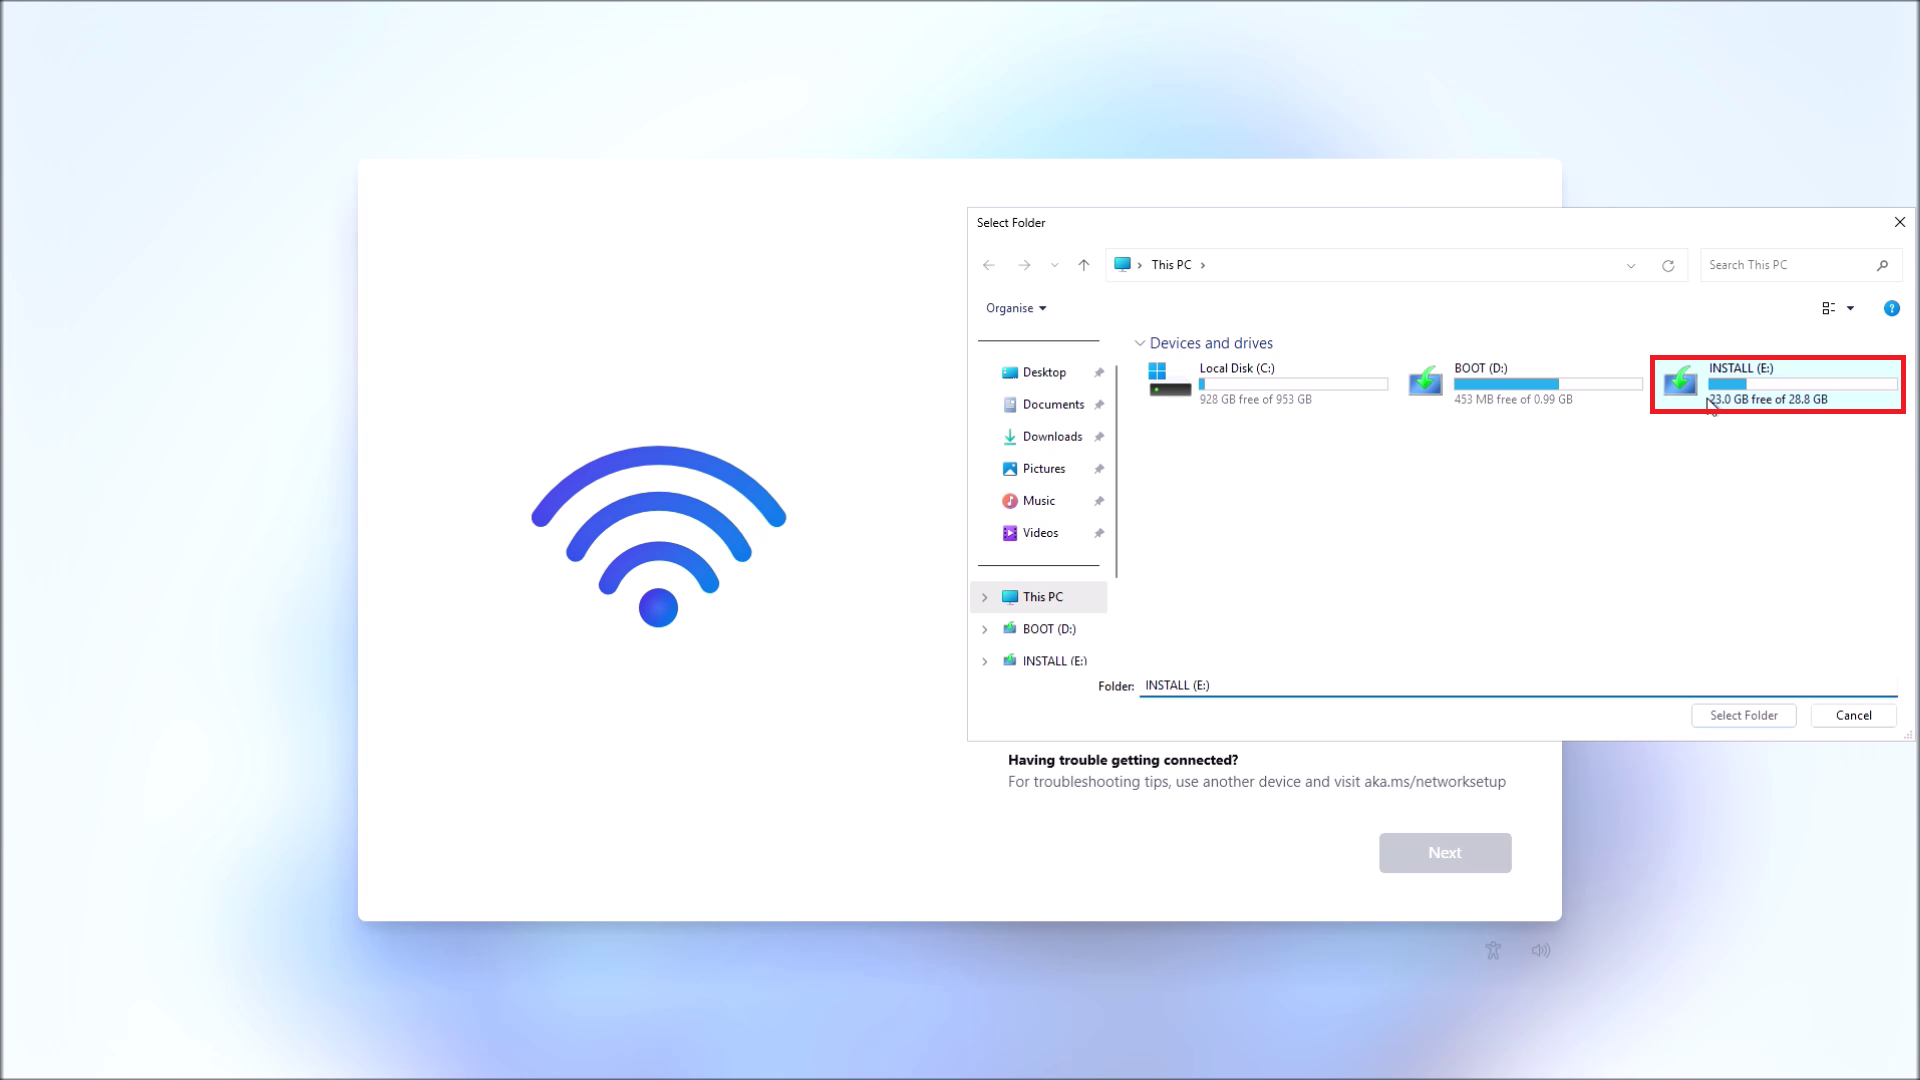 Select Folder
This PC
Search This PC
Organise
?
Devices and drives
Desktop
Documents
Downloads
Pictures
Music
Videos
This PC
BOOT (D:)
INSTALL (E:)
Local Disk (C:)
928 GB free of 953 GB
BOOT (D:)
453 MB free of 0.99 GB
INSTALL (E:)
23.0 GB free of 28.8 GB
Folder: INSTALL (E:)
Select Folder
Cancel
Having trouble getting connected?
For troubleshooting tips, use another device and visit aka.ms/networksetup
Next